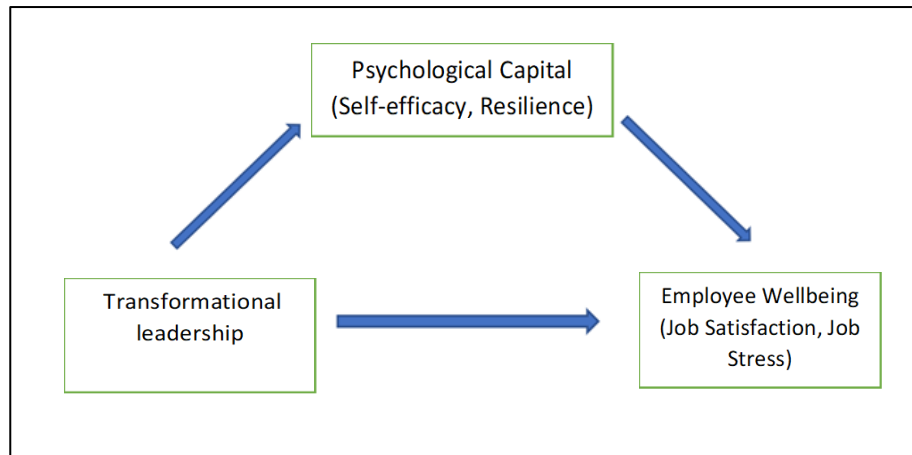 Psychological Capital
(Self-efficacy, Resilience)
Transformational
leadership
Employee Wellbeing
(Job Satisfaction, Job
Stress)